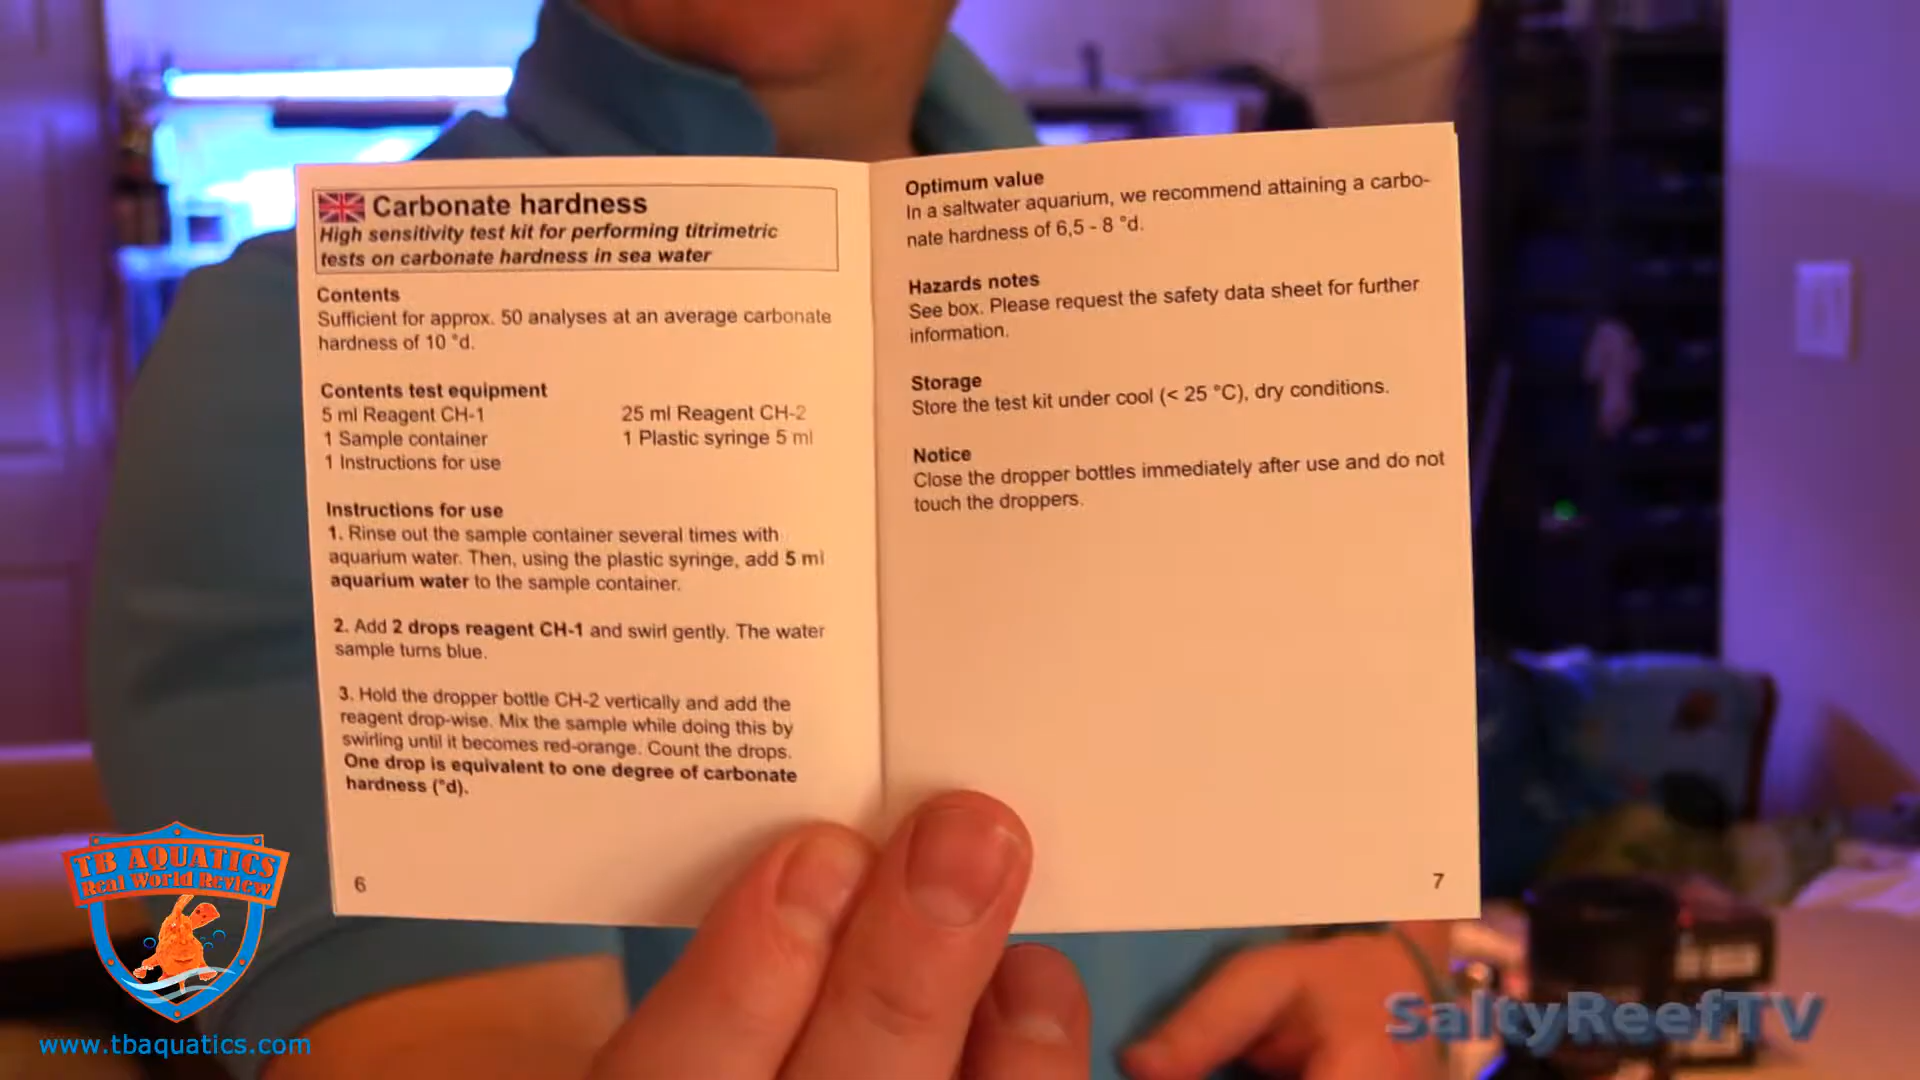 Carbonate hardness
High sensitivity test kit for performing titrimetric
tests on carbonate hardness in sea water
Contents
Sufficient for approx. 50 analyses at an average carbonate
hardness of 10 °d.
Contents test equipment
5 ml Reagent CH-1 25 ml Reagent CH-2
1 Sample container 1 Plastic syringe 5 ml
1 Instructions for use
Instructions for use
1. Rinse out the sample container several times with
aquarium water. Then, using the plastic syringe, add 5 ml
aquarium water to the sample container.
2. Add 2 drops reagent CH-1 and swirl gently. The water
sample turns blue.
3. Hold the dropper bottle CH-2 vertically and add the
reagent drop-wise. Mix the sample while doing this by
swirling until it becomes red-orange. Count the drops.
One drop is equivalent to one degree of carbonate
hardness (°d).
6
Optimum value
In a saltwater aquarium, we recommend attaining a carbo-
nate hardness of 6,5 - 8 °d.
Hazards notes
See box. Please request the safety data sheet for further
information.
Storage
Store the test kit under cool (< 25 °C), dry conditions.
Notice
Close the dropper bottles immediately after use and do not
touch the droppers.
7
TB AQUATICS
Real World Review
www.tbaquatics.com
SaltyReefTV